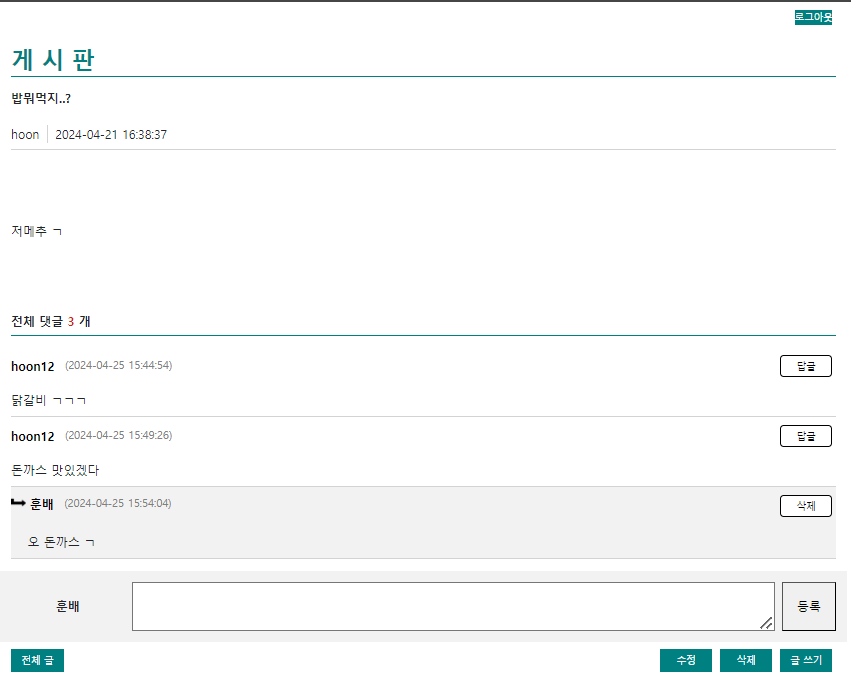 로그아웃
게 시 판
밥뭐먹지..?
hoon 2024-04-21 16:38:37
저메추 ㄱ
전체 댓글 3 개
hoon12 (2024-04-25 15:44:54) 답글
닭갈비 ㄱㄱㄱ
hoon12 (2024-04-25 15:49:26) 답글
돈까스 맛있겠다
훈배 (2024-04-25 15:54:04) 삭제
오 돈까스 ㄱ
훈배 등록
전체 글 수정 삭제 글 쓰기